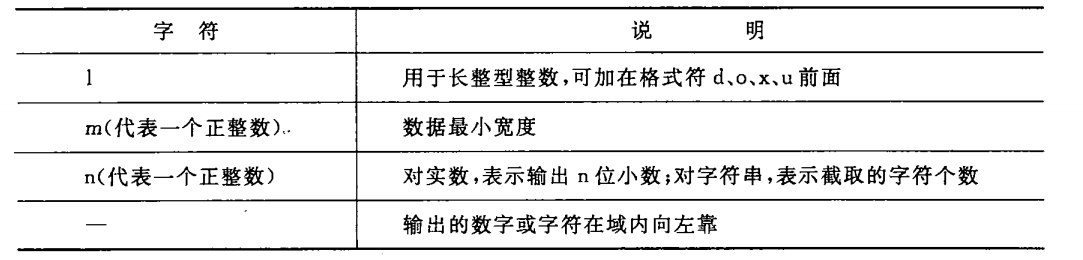 字 符 说 明
l 用于长整型整数,可加在格式符 d、o、x、u 前面
m(代表一个正整数) 数据最小宽度
n(代表一个正整数) 对实数,表示输出 n 位小数;对字符串,表示截取的字符个数
— 输出的数字或字符在域内向左靠